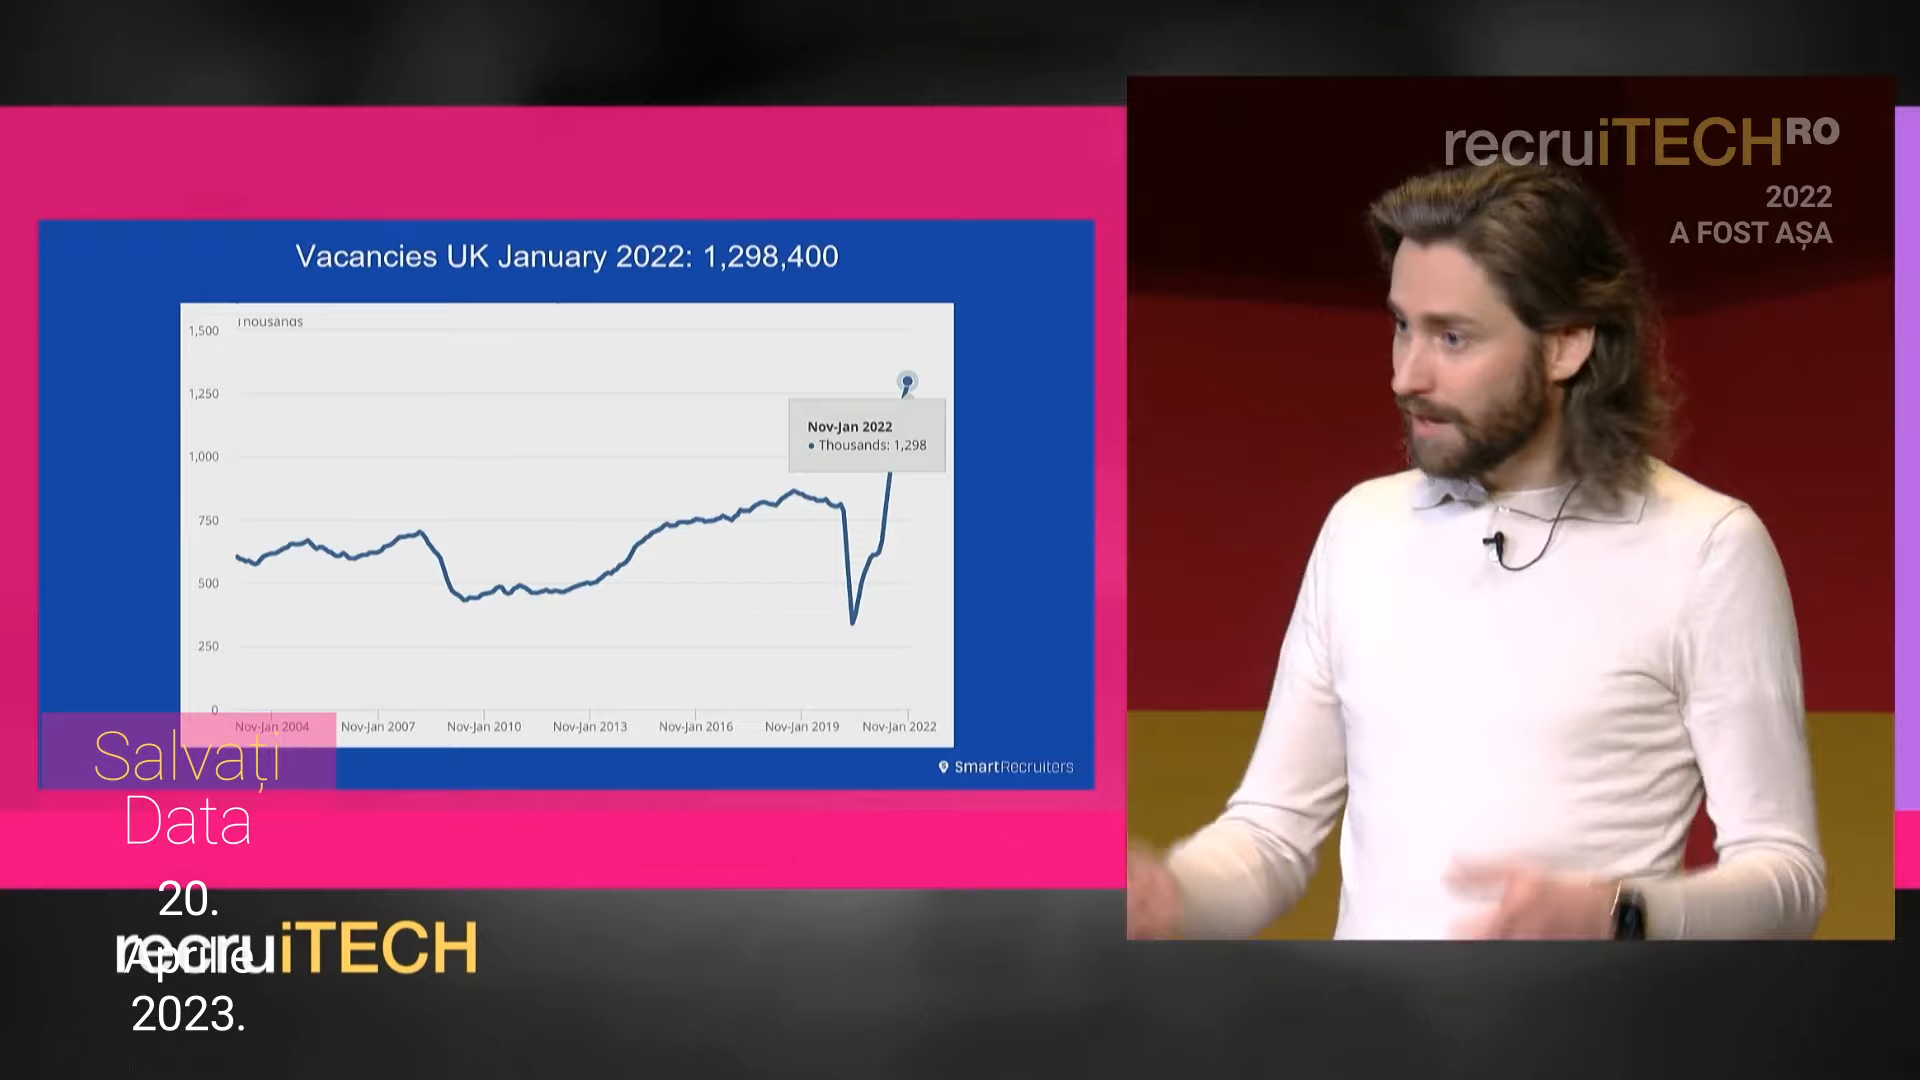 recruiTECHRO
2022
A FOST AȘA
Vacancies UK January 2022: 1,298,400
Thousands
1,500
1,250
1,000
750
500
250
0
Nov-Jan 2022
Thousands: 1,298
Nov-Jan 2004 Nov-Jan 2007 Nov-Jan 2010 Nov-Jan 2013 Nov-Jan 2016 Nov-Jan 2019 Nov-Jan 2022
SmartRecruiters
Salvați
Data
20.
Aprilie
2023.
recruiTECH